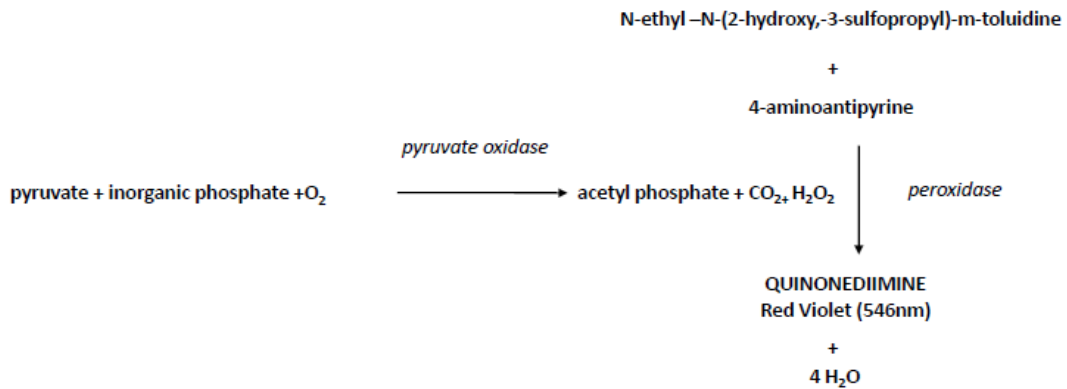 N-ethyl –N-(2-hydroxy,-3-sulfopropyl)-m-toluidine
+
4-aminoantipyrine
pyruvate oxidase
pyruvate + inorganic phosphate +O₂
acetyl phosphate + CO₂₊ H₂O₂
peroxidase
QUINONEDIIMINE
Red Violet (546nm)
+
4 H₂O